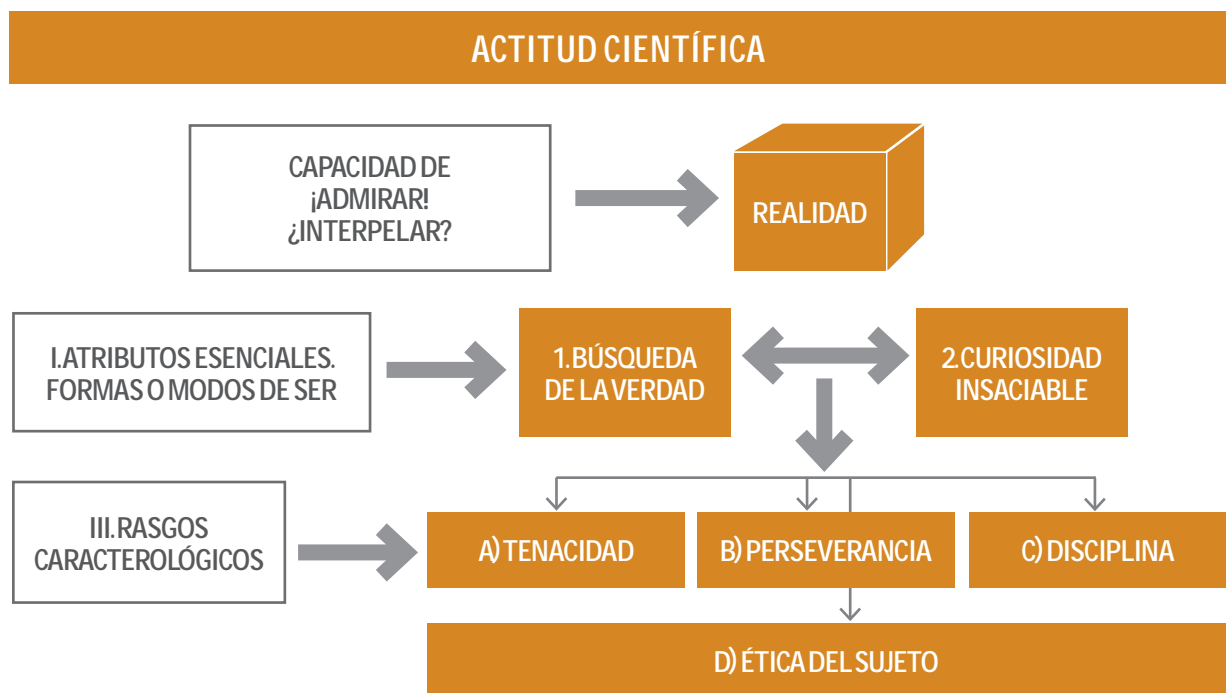 ACTITUD CIENTÍFICA
CAPACIDAD DE
¡ADMIRAR!
¿INTERPELAR?
REALIDAD
I.ATRIBUTOS ESENCIALES.
FORMAS O MODOS DE SER
1.BÚSQUEDA
DE LA VERDAD
2.CURIOSIDAD
INSACIABLE
III.RASGOS
CARACTEROLÓGICOS
A) TENACIDAD
B) PERSEVERANCIA
C) DISCIPLINA
D) ÉTICA DEL SUJETO